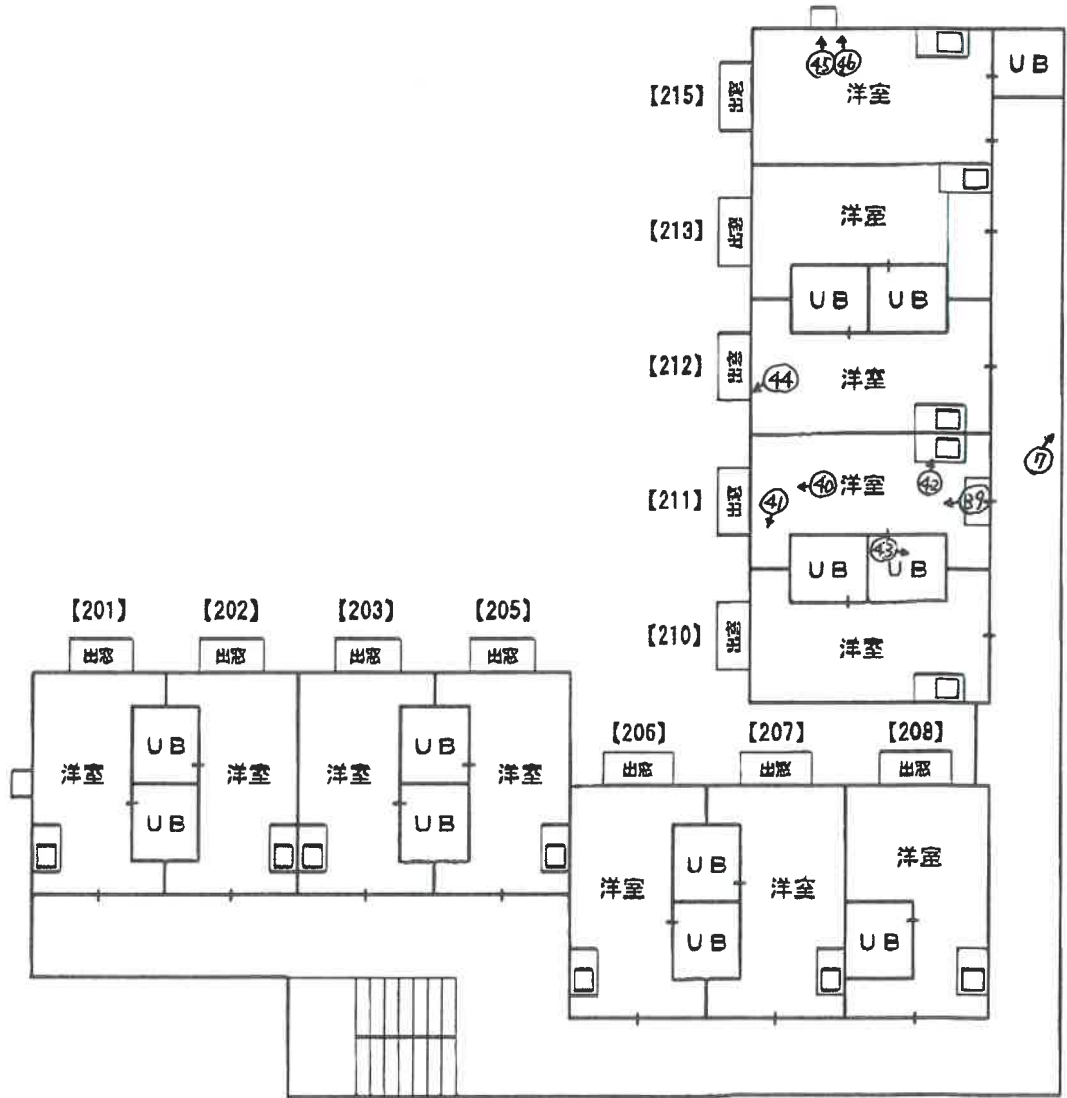 ㊺ ㊻
UB
【215】
出窓
洋室
【213】
出窓
洋室
UB
UB
【212】
出窓
㊹
洋室
⑦
【211】
出窓
㊶
㊵
洋室
㊷
㊴
㊸
UB
UB
【210】
出窓
洋室
【201】
【202】
【203】
【205】
出窓
出窓
出窓
出窓
洋室
UB
UB
洋室
洋室
UB
UB
洋室
【206】
【207】
【208】
出窓
出窓
出窓
洋室
UB
UB
洋室
洋室
UB